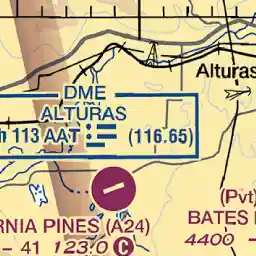 DME
Alturas
ALTURAS
h 113 AAT (116.65)
(Pvt)
RNIA PINES (A24)
BATES
– 41 123.0 C
4400 –